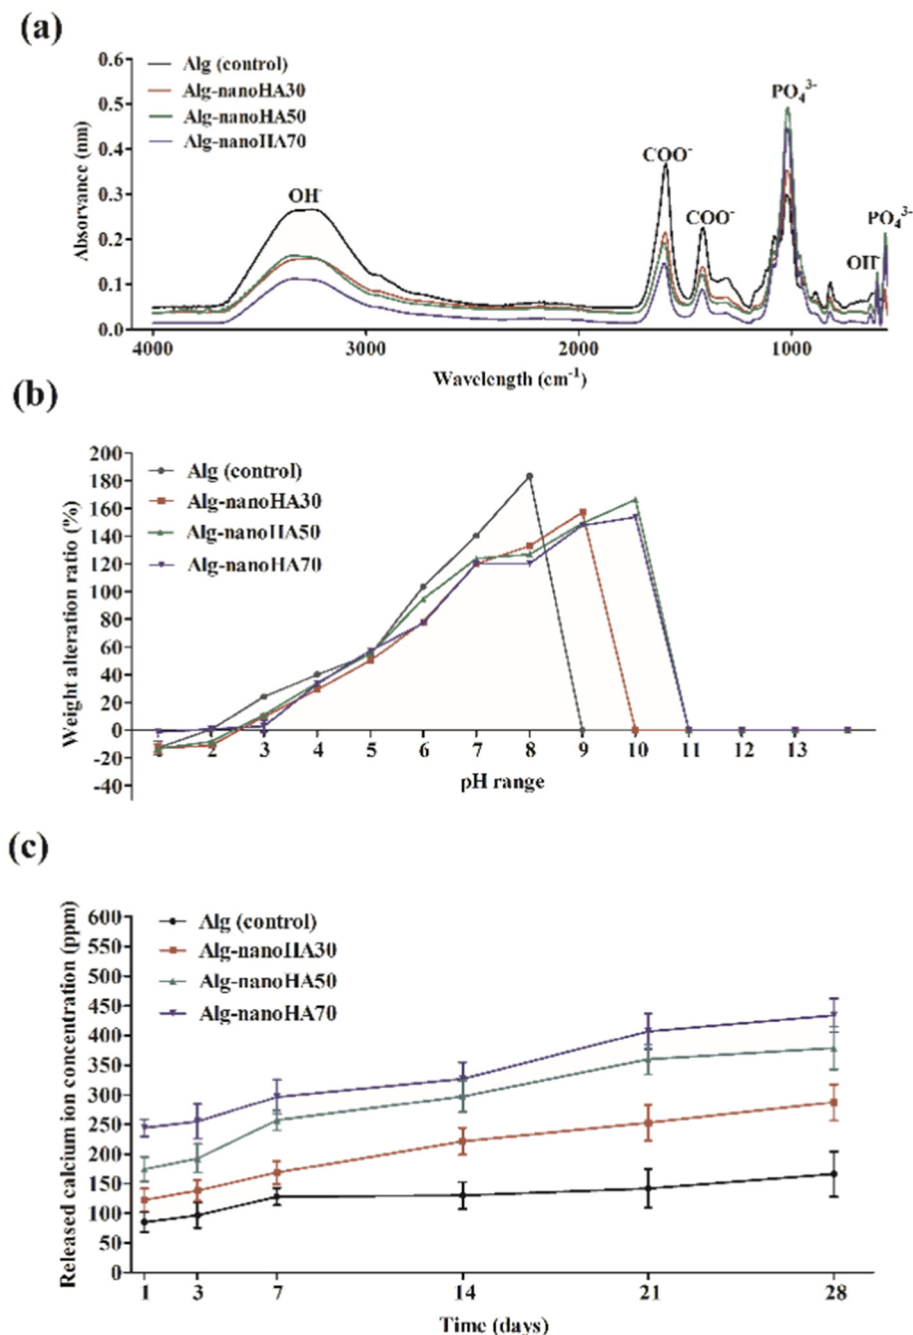 (a)
Absorvance (nm)
0.6
0.5
0.4
0.3
0.2
0.1
0.0
Alg (control)
Alg-nanoHA30
Alg-nanoHA50
Alg-nanoHA70
OH-
COO-
COO-
PO4 3-
OH-
PO4 3-
4000 3000 2000 1000
Wavelength (cm-1)
(b)
Weight alteration ratio (%)
200
180
160
140
120
100
80
60
40
20
0
-20
-40
Alg (control)
Alg-nanoHA30
Alg-nanoHA50
Alg-nanoHA70
2 3 4 5 6 7 8 9 10 11 12 13
pH range
(c)
Released calcium ion concentration (ppm)
600
550
500
450
400
350
300
250
200
150
100
50
0
Alg (control)
Alg-nanoHA30
Alg-nanoHA50
Alg-nanoHA70
1 3 7 14 21 28
Time (days)